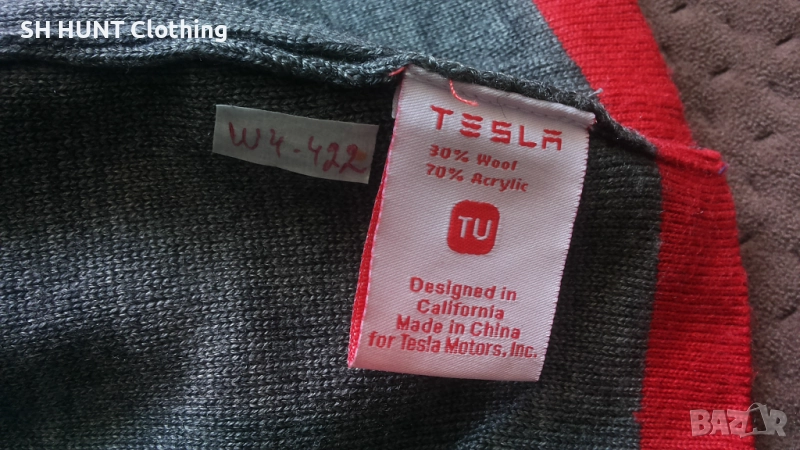 SH HUNT Clothing
W4-422
TESLA
30% Wool
70% Acrylic
TU
Designed in
California
Made in China
for Tesla Motors, Inc.
BAZAR